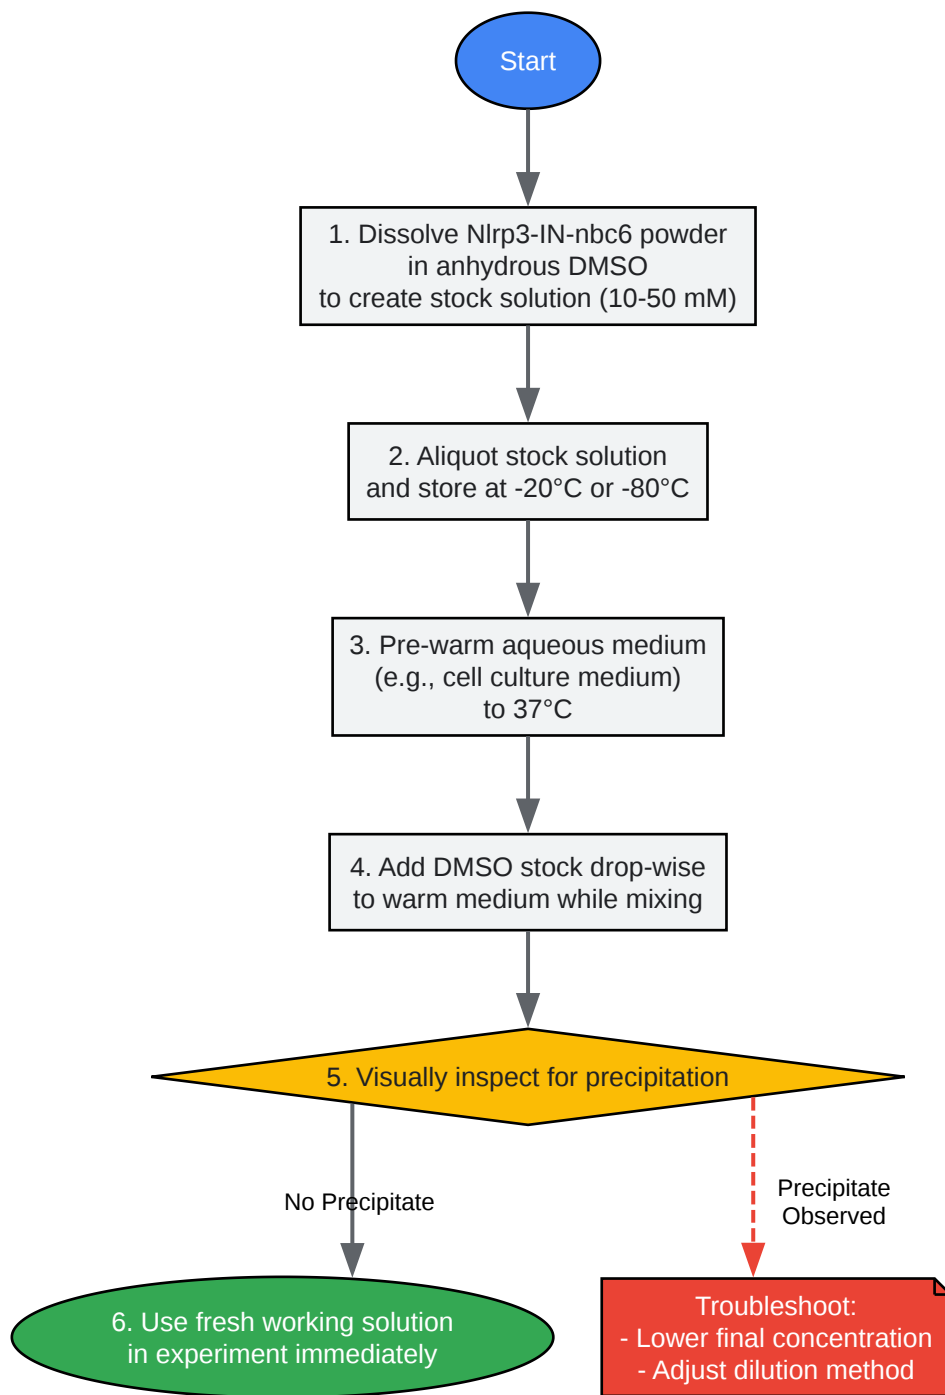 Start
1. Dissolve Nlrp3-IN-nbc6 powder
in anhydrous DMSO
to create stock solution (10-50 mM)
2. Aliquot stock solution
and store at -20°C or -80°C
3. Pre-warm aqueous medium
(e.g., cell culture medium)
to 37°C
4. Add DMSO stock drop-wise
to warm medium while mixing
5. Visually inspect for precipitation
No Precipitate
Precipitate
Observed
6. Use fresh working solution
in experiment immediately
Troubleshoot:
- Lower final concentration
- Adjust dilution method